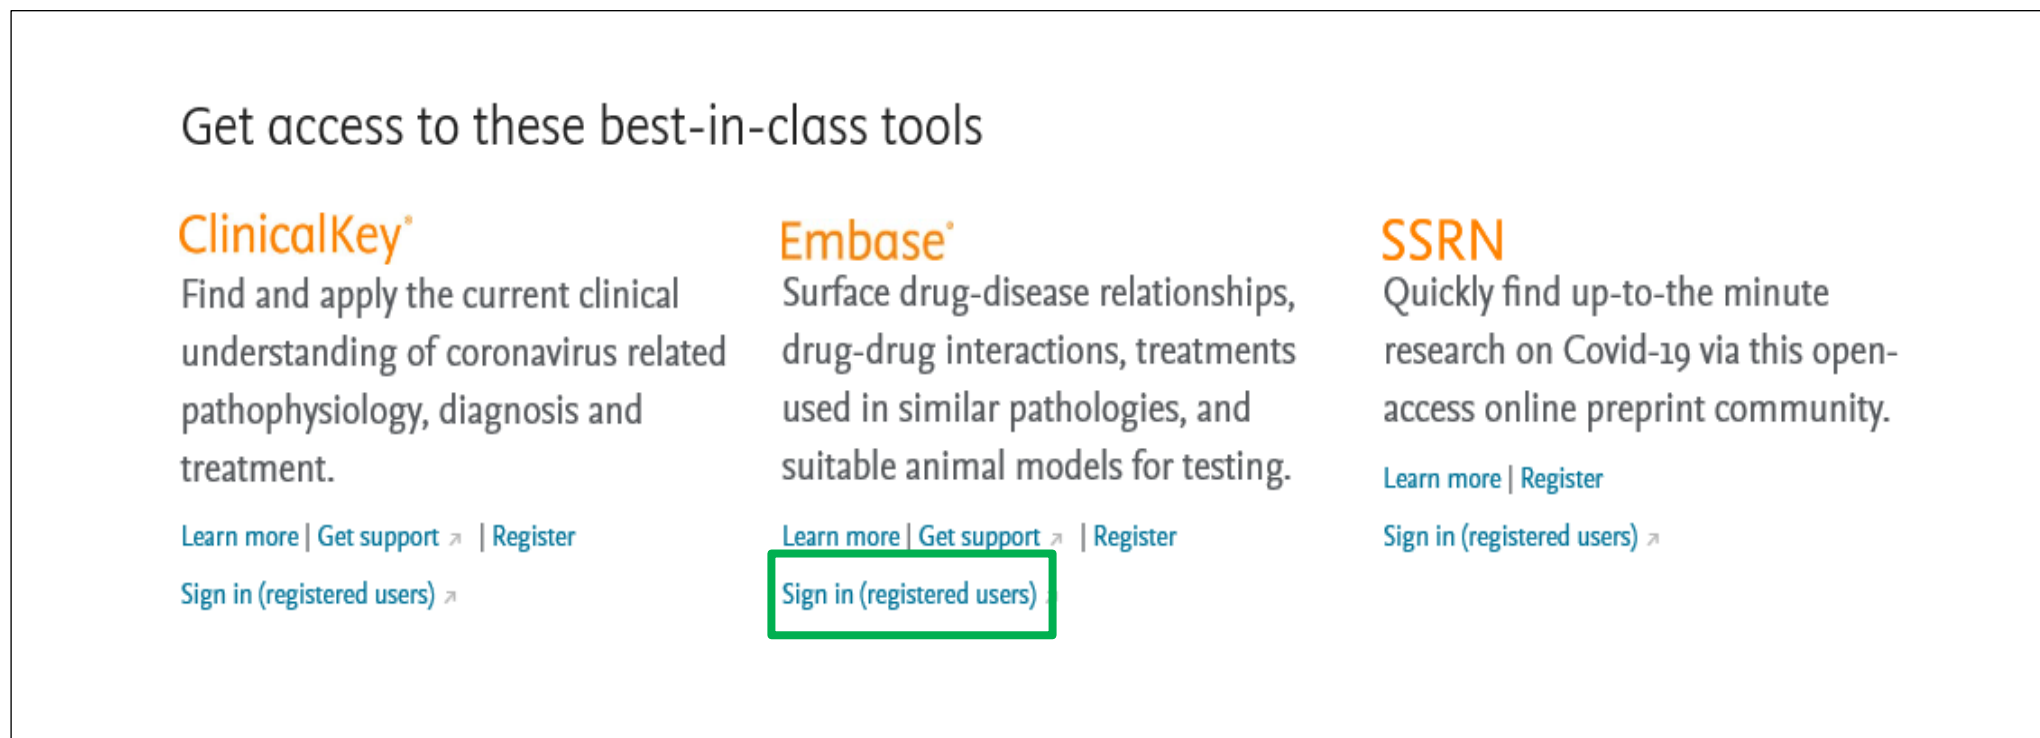 Get access to these best-in-class tools
ClinicalKey®
Find and apply the current clinical
understanding of coronavirus related
pathophysiology, diagnosis and
treatment.
Learn more | Get support ↗ | Register
Sign in (registered users) ↗
Embase®
Surface drug-disease relationships,
drug-drug interactions, treatments
used in similar pathologies, and
suitable animal models for testing.
Learn more | Get support ↗ | Register
Sign in (registered users)
SSRN
Quickly find up-to-the minute
research on Covid-19 via this open-
access online preprint community.
Learn more | Register
Sign in (registered users) ↗